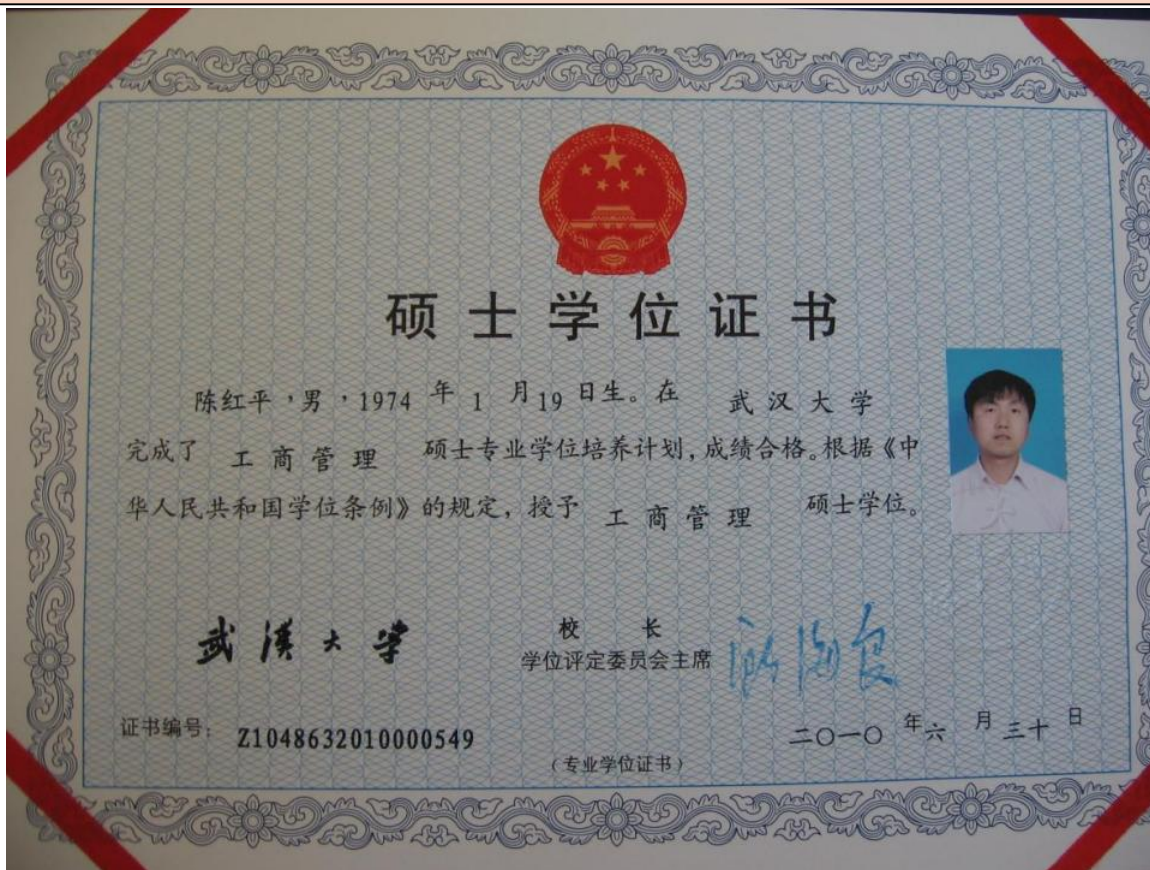 硕士学位证书
陈红平，男，1974 年 1 月 19 日生。在 武汉大学
完成了 工商管理 硕士专业学位培养计划，成绩合格。根据《中
华人民共和国学位条例》的规定，授予 工商管理 硕士学位。
武漢大学
校 长
学位评定委员会主席
证书编号：Z1048632010000549
二〇一〇 年六 月三十 日
（专业学位证书）